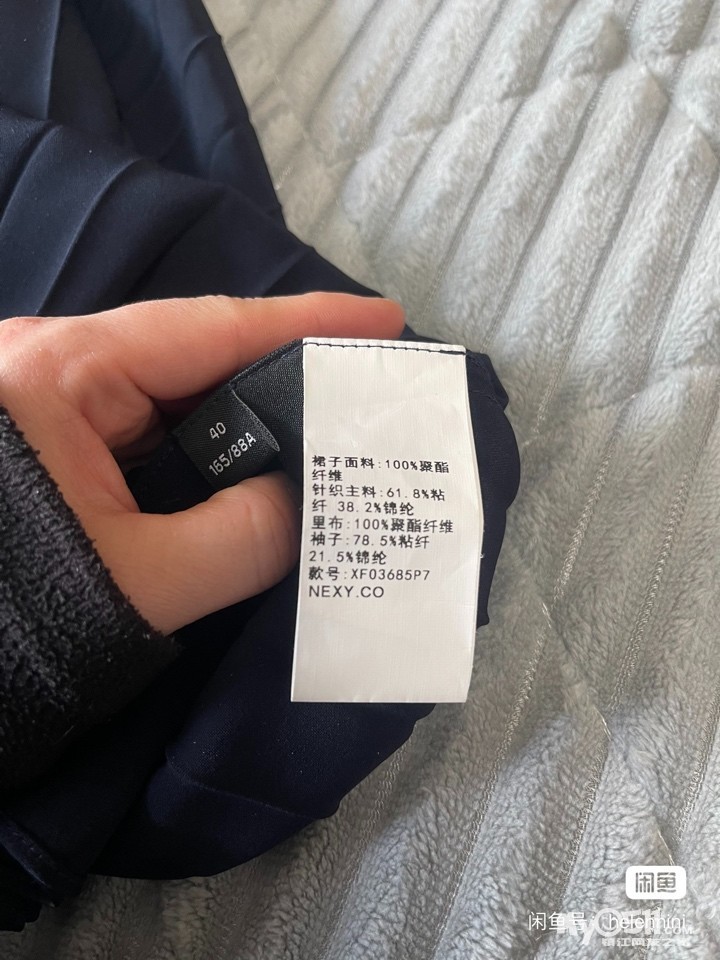 40
165/88A
裙子面料:100%聚酯
纤维
针织主料:61.8%粘
纤 38.2%锦纶
里布:100%聚酯纤维
袖子:78.5%粘纤
21.5%锦纶
款号:XF03685P7
NEXY.CO
闲鱼
闲鱼号:helenmini